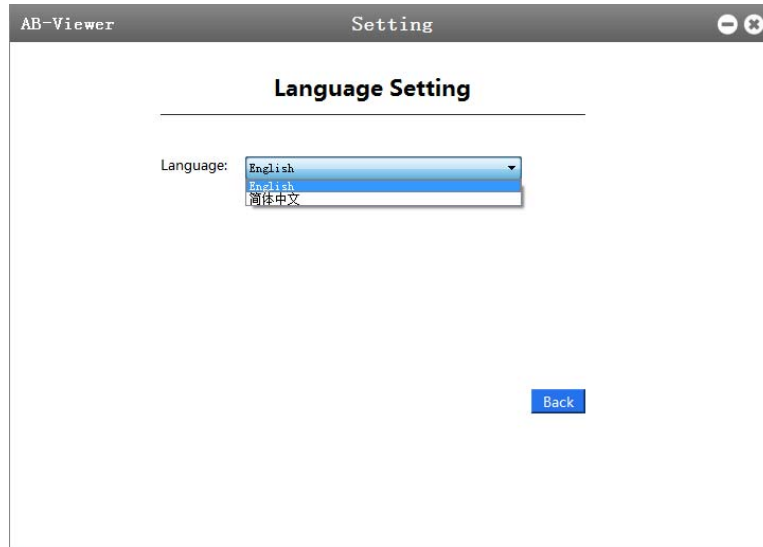 AB-Viewer
Setting
Language Setting
Language:
English
English
简体中文
Back